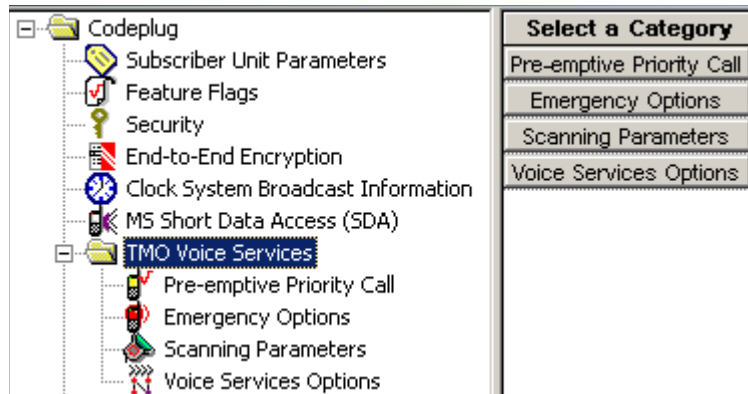 Codeplug
Subscriber Unit Parameters
Feature Flags
Security
End-to-End Encryption
Clock System Broadcast Information
MS Short Data Access (SDA)
TMO Voice Services
Pre-emptive Priority Call
Emergency Options
Scanning Parameters
Voice Services Options
Select a Category
Pre-emptive Priority Call
Emergency Options
Scanning Parameters
Voice Services Options